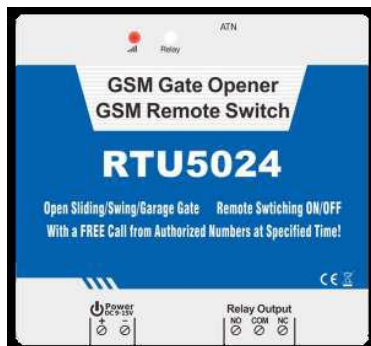 ATN
Relay
GSM Gate Opener
GSM Remote Switch
RTU5024
Open Sliding/Swing/Garage Gate Remote Swtiching ON/OFF
With a FREE Call from Authorized Numbers at Specified Time!
CE
Power
DC 9-15V
+ -
Relay Output
NO COM NC